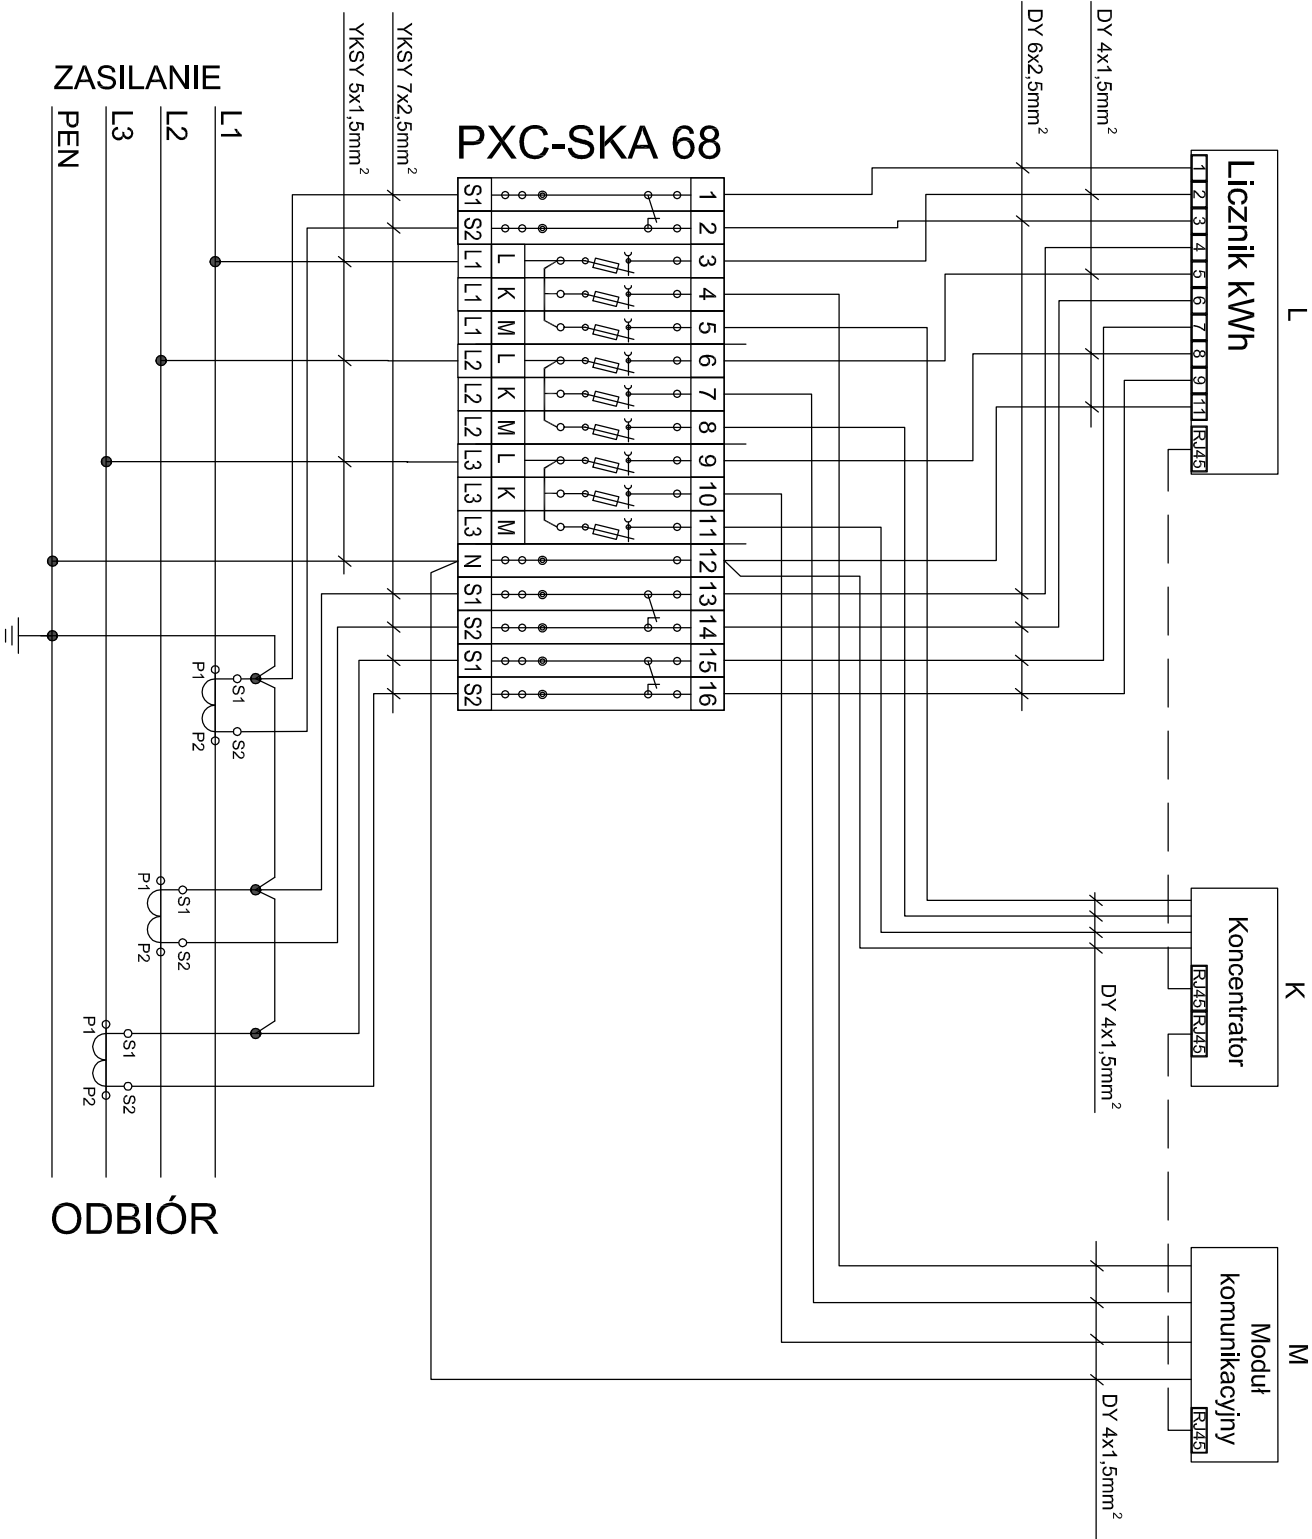 ZASILANIE
PEN
L3
L2
L1
YKSY 5x1,5mm²
YKSY 7x2,5mm²
DY 6x2,5mm²
DY 4x1,5mm²
PXC-SKA 68
S1 1
S2 2
L1 L 3
L1 K 4
L1 M 5
L2 L 6
L2 K 7
L2 M 8
L3 L 9
L3 K 10
L3 M 11
N 12
S1 13
S2 14
S1 15
S2 16
L
Licznik kWh
1
2
3
4
5
6
7
8
9
11
RJ45
K
Koncentrator
RJ45
RJ45
DY 4x1,5mm²
M
Moduł
komunikacyjny
RJ45
DY 4x1,5mm²
P1
S1
P2
S2
P1
S1
P2
S2
P1
S1
P2
S2
ODBIÓR